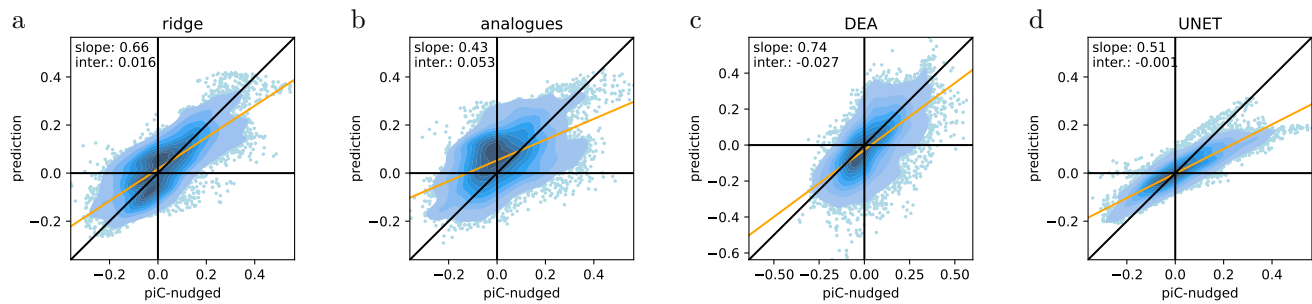 a
ridge
slope: 0.66
inter.: 0.016
0.4
0.2
0.0
−0.2
prediction
−0.2
0.0
0.2
0.4
piC-nudged
b
analogues
slope: 0.43
inter.: 0.053
0.4
0.2
0.0
−0.2
prediction
−0.2
0.0
0.2
0.4
piC-nudged
c
DEA
slope: 0.74
inter.: -0.027
0.4
0.2
0.0
−0.2
−0.4
−0.6
prediction
−0.50
−0.25
0.00
0.25
0.50
piC-nudged
d
UNET
slope: 0.51
inter.: -0.001
0.4
0.2
0.0
−0.2
prediction
−0.2
0.0
0.2
0.4
piC-nudged